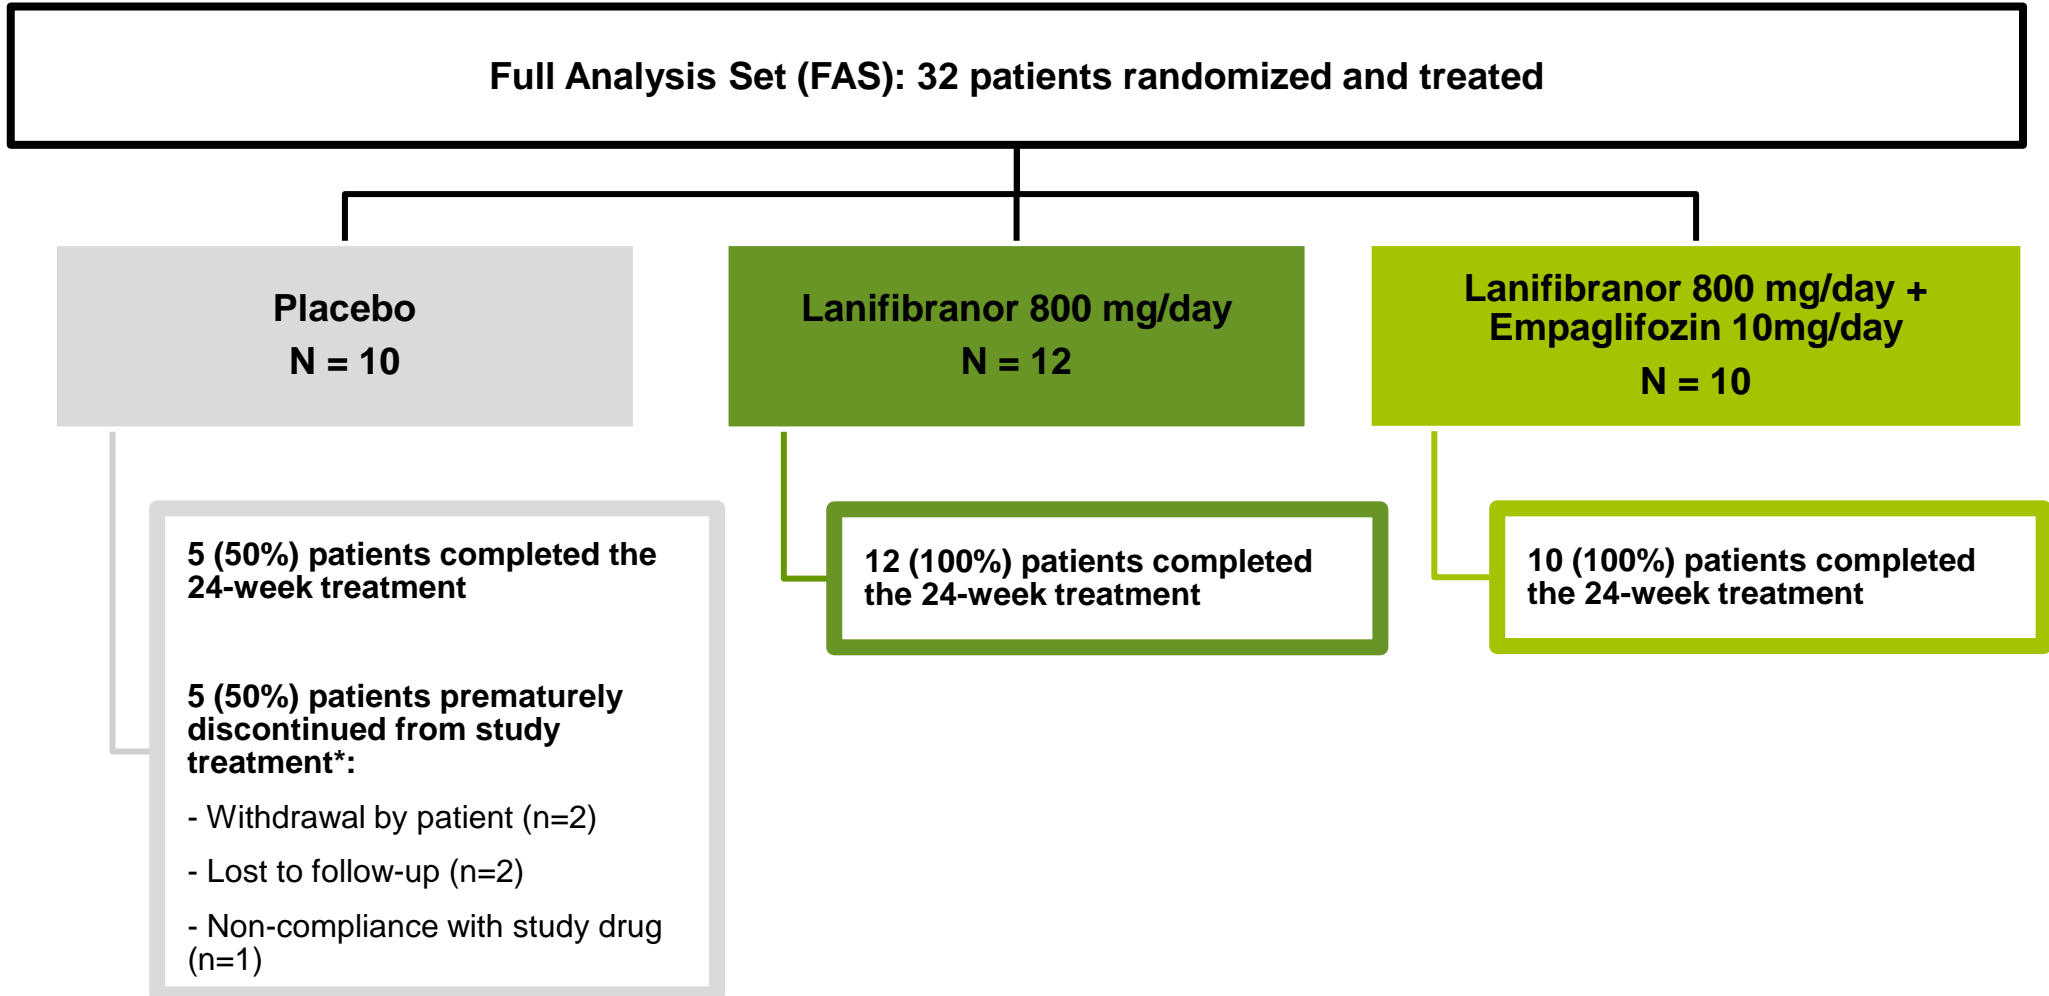 Full Analysis Set (FAS): 32 patients randomized and treated
Placebo
N = 10
Lanifibranor 800 mg/day
N = 12
Lanifibranor 800 mg/day +
Empaglifozin 10mg/day
N = 10
5 (50%) patients completed the
24-week treatment
5 (50%) patients prematurely
discontinued from study
treatment*:
- Withdrawal by patient (n=2)
- Lost to follow-up (n=2)
- Non-compliance with study drug
(n=1)
12 (100%) patients completed
the 24-week treatment
10 (100%) patients completed
the 24-week treatment